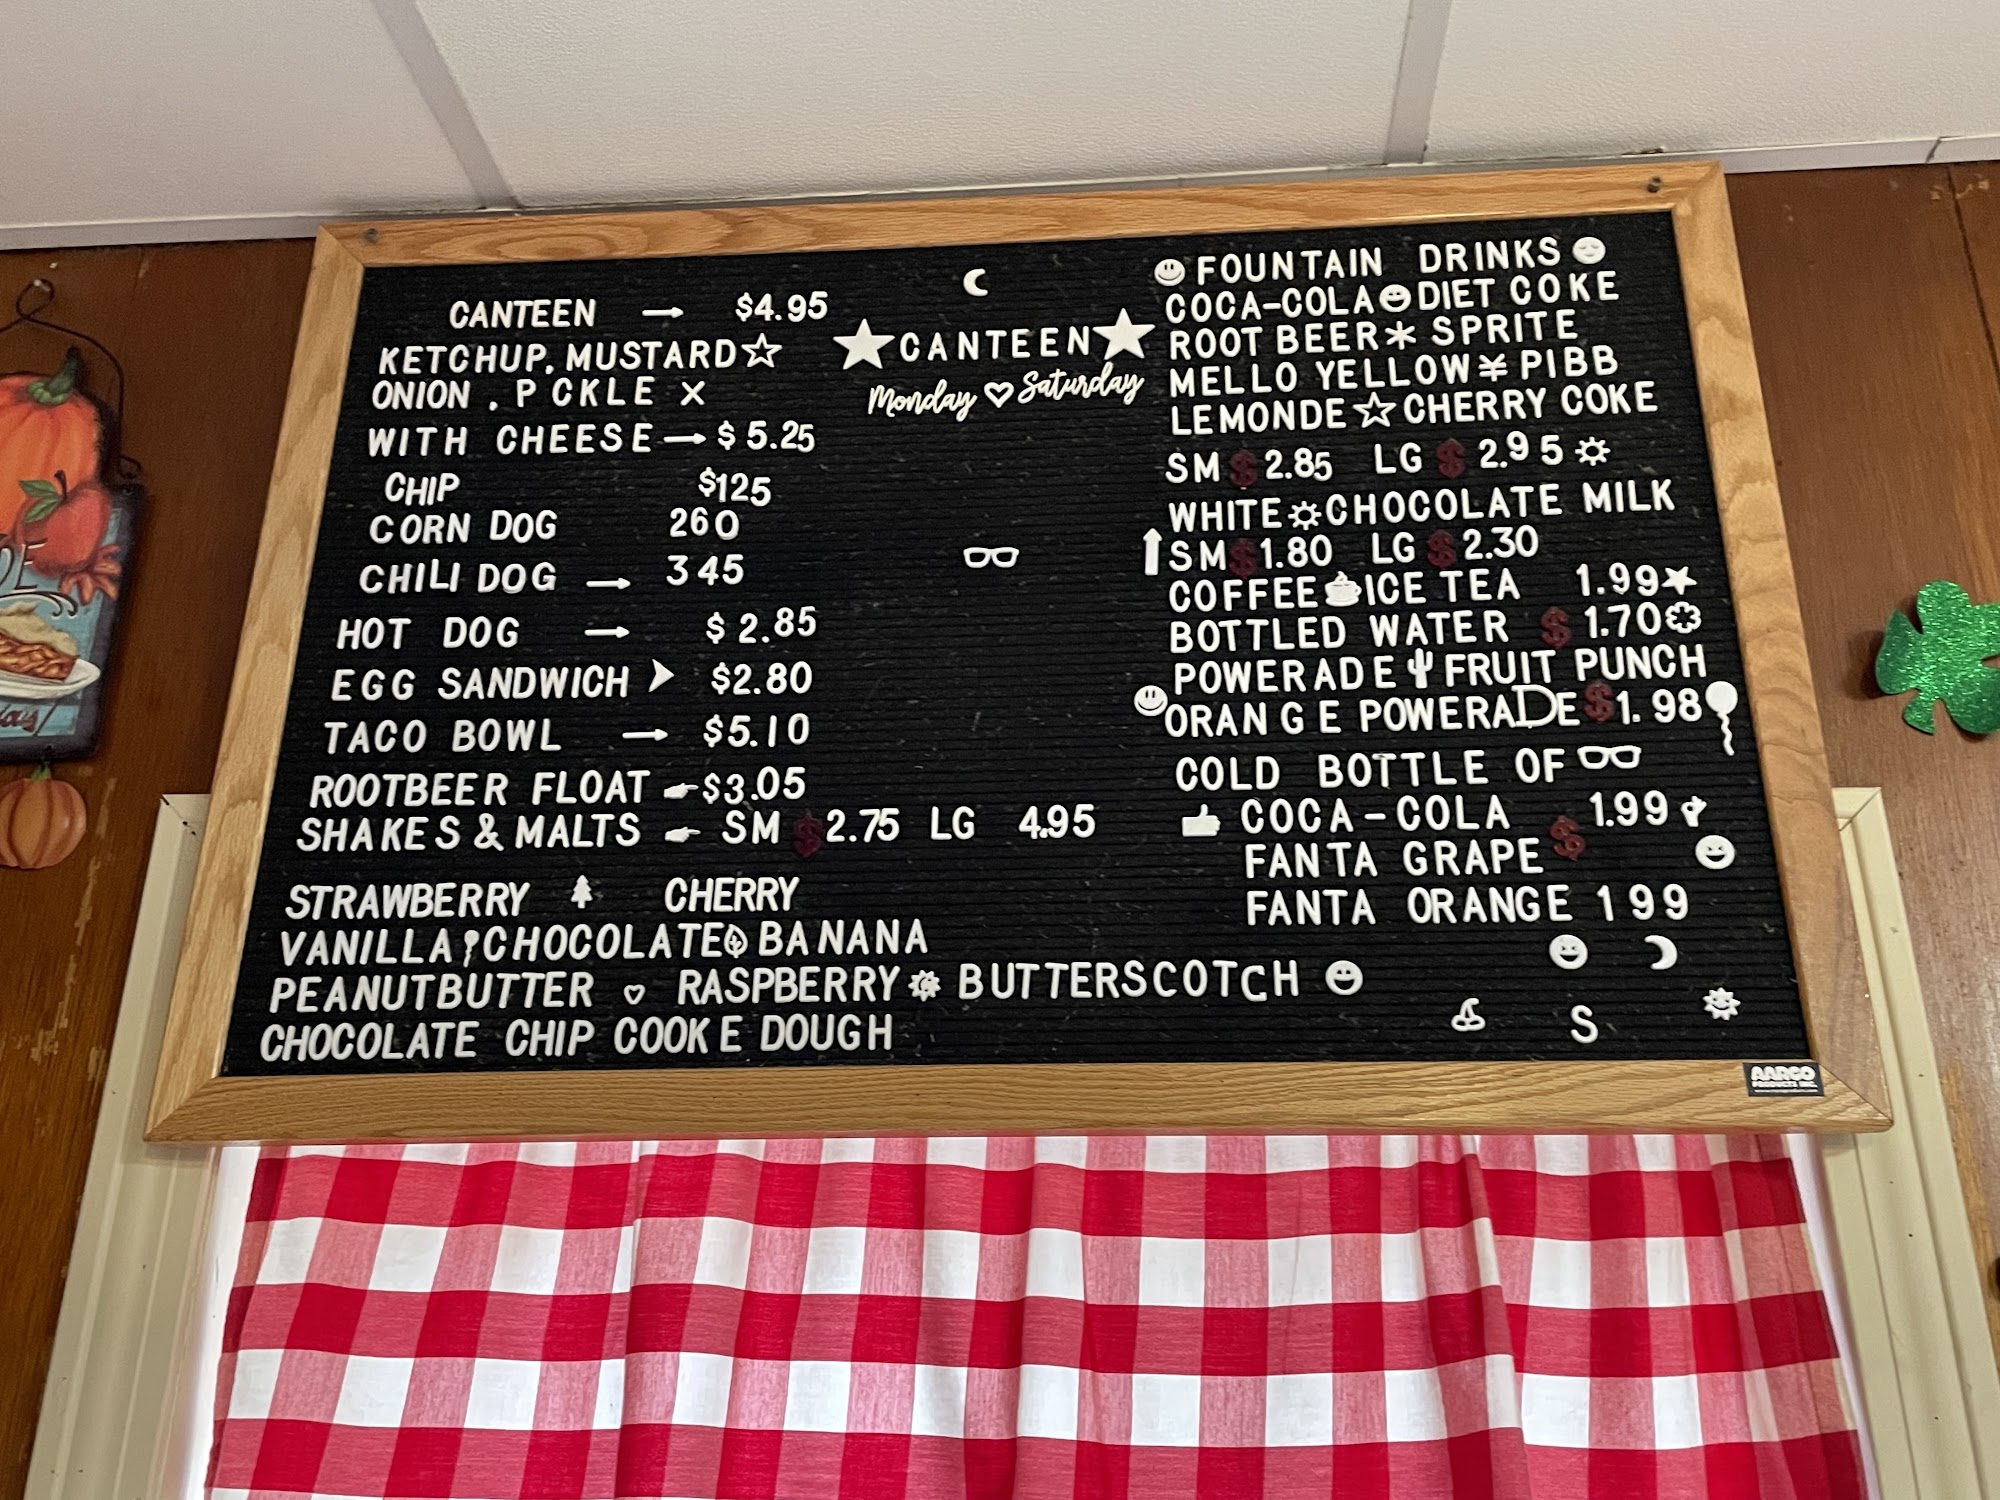 CANTEEN $4.95
KETCHUP, MUSTARD
ONION . P CKLE X
WITH CHEESE $5.25
CHIP $125
CORN DOG 260
CHILI DOG 345
HOT DOG $2.85
EGG SANDWICH $2.80
TACO BOWL $5.10
ROOTBEER FLOAT $3.05
SHAKES & MALTS SM $2.75 LG 4.95
STRAWBERRY CHERRY
VANILLA CHOCOLATE BANANA
PEANUTBUTTER RASPBERRY BUTTERSCOTCH
CHOCOLATE CHIP COOK E DOUGH
CANTEEN
Monday Saturday
FOUNTAIN DRINKS
COCA-COLA DIET COKE
ROOT BEER SPRITE
MELLO YELLOW ¥ PIBB
LEMONDE CHERRY COKE
SM $2.85 LG $2.95
WHITE CHOCOLATE MILK
SM $1.80 LG $2.30
COFFEE ICE TEA 1.99
BOTTLED WATER $1.70
POWERADE FRUIT PUNCH
ORANGE POWERADE $1.98
COLD BOTTLE OF
COCA-COLA 1.99
FANTA GRAPE $
FANTA ORANGE 199
S
AARCO
PRODUCTS INC.